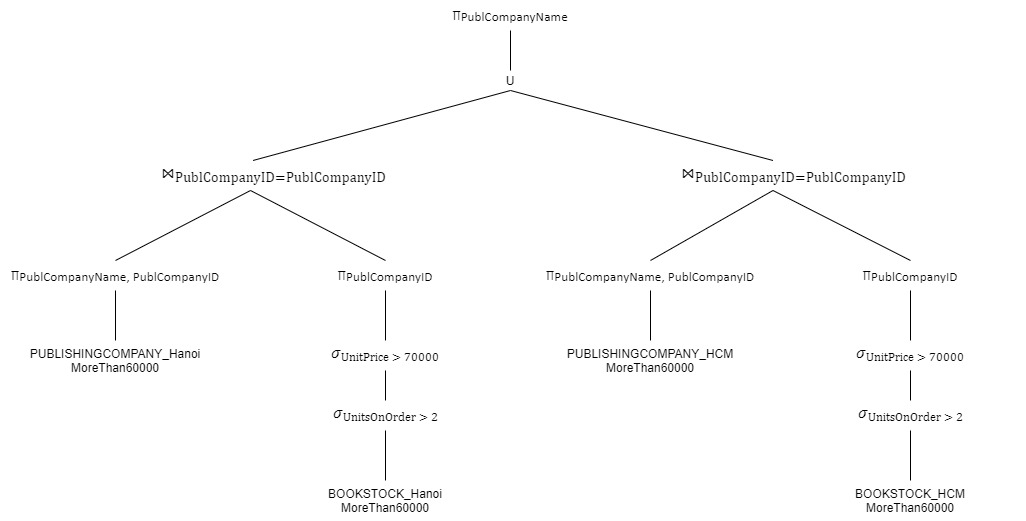 ΠPublCompanyName
U
⋈PublCompanyID=PublCompanyID
⋈PublCompanyID=PublCompanyID
ΠPublCompanyName, PublCompanyID
ΠPublCompanyID
ΠPublCompanyName, PublCompanyID
ΠPublCompanyID
PUBLISHINGCOMPANY_Hanoi
MoreThan60000
σUnitPrice > 70000
PUBLISHINGCOMPANY_HCM
MoreThan60000
σUnitPrice > 70000
σUnitsOnOrder > 2
σUnitsOnOrder > 2
BOOKSTOCK_Hanoi
MoreThan60000
BOOKSTOCK_HCM
MoreThan60000